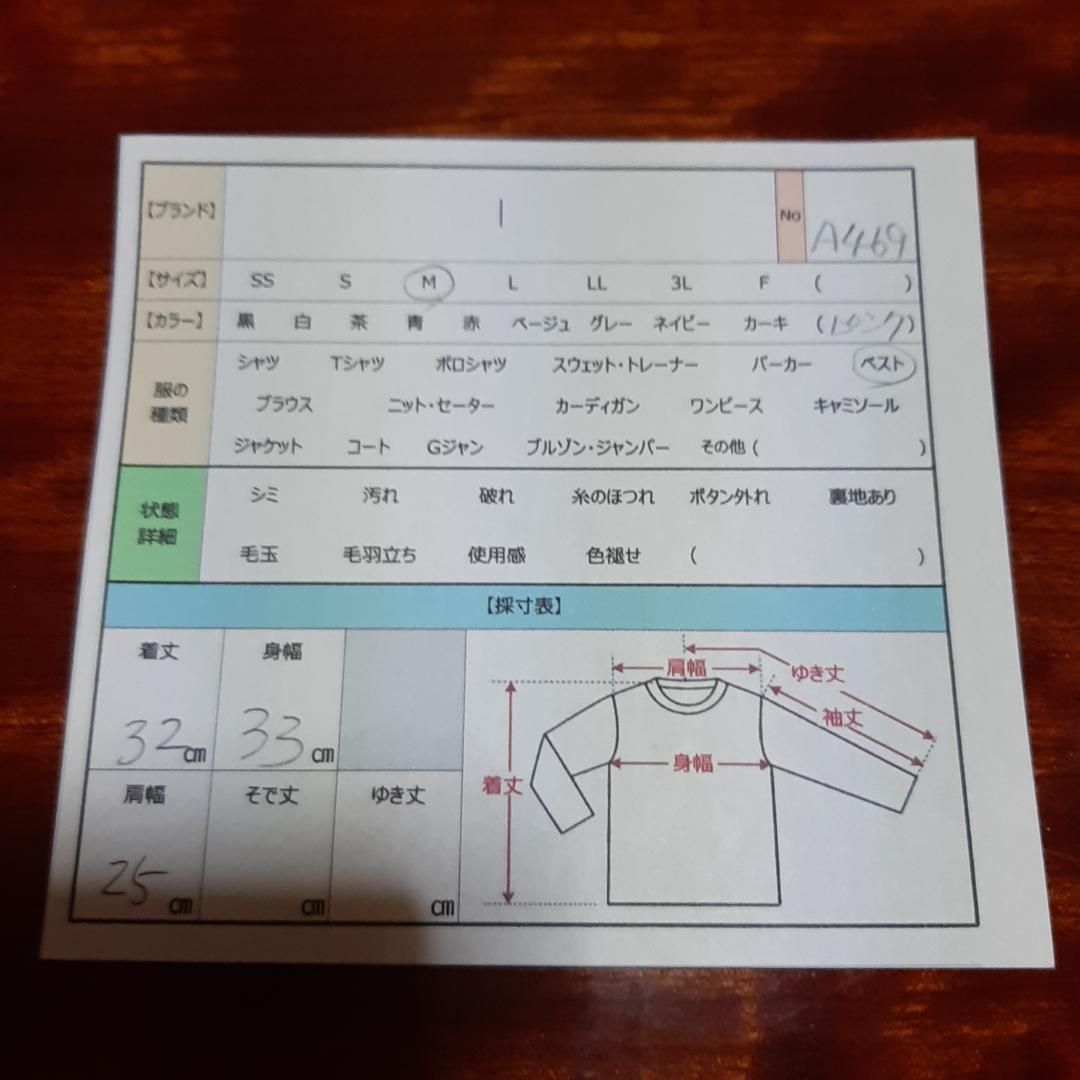 【ブランド】 | No A469
【サイズ】 SS S M L LL 3L F ( )
【カラー】 黒 白 茶 青 赤 ベージュ グレー ネイビー カーキ (ピンク)
服の種類
シャツ Tシャツ ポロシャツ スウェット・トレーナー パーカー ベスト
ブラウス ニット・セーター カーディガン ワンピース キャミソール
ジャケット コート Gジャン ブルゾン・ジャンパー その他 ( )
状態詳細
シミ 汚れ 破れ 糸のほつれ ボタン外れ 裏地あり
毛玉 毛羽立ち 使用感 色褪せ ( )
【採寸表】
着丈 身幅
32cm 33cm
肩幅 そで丈 ゆき丈
25cm cm cm
肩幅 ゆき丈
袖丈
身幅
着丈